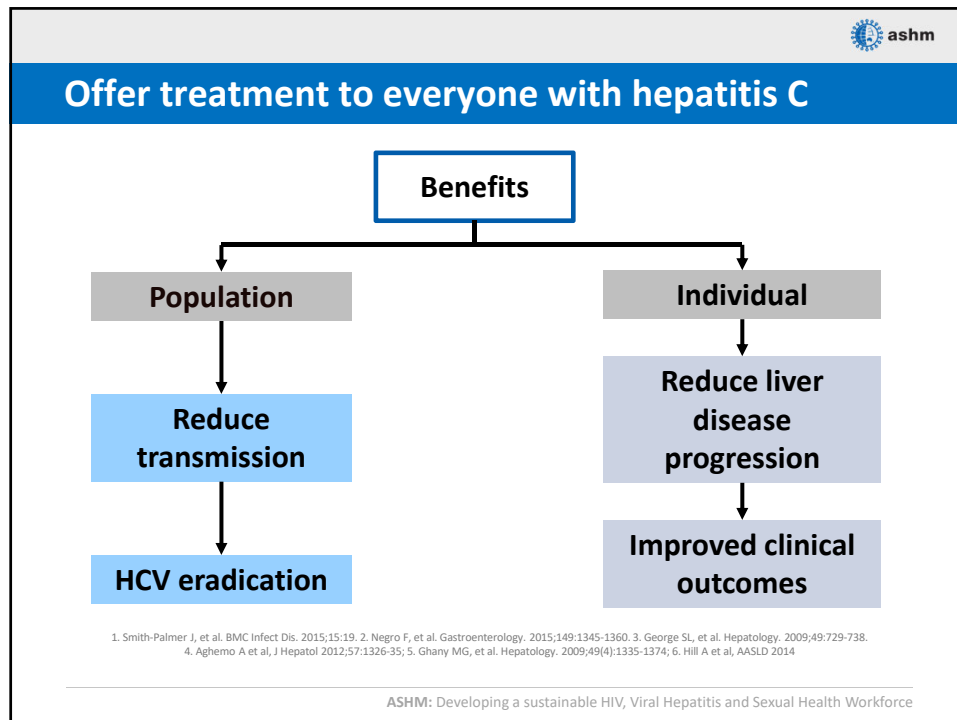 ashm
Offer treatment to everyone with hepatitis C
Benefits
Population
Reduce
transmission
HCV eradication
Individual
Reduce liver
disease
progression
Improved clinical
outcomes
1. Smith-Palmer J, et al. BMC Infect Dis. 2015;15:19. 2. Negro F, et al. Gastroenterology. 2015;149:1345-1360. 3. George SL, et al. Hepatology. 2009;49:729-738.
4. Aghemo A et al, J Hepatol 2012;57:1326-35; 5. Ghany MG, et al. Hepatology. 2009;49(4):1335-1374; 6. Hill A et al, AASLD 2014
ASHM: Developing a sustainable HIV, Viral Hepatitis and Sexual Health Workforce